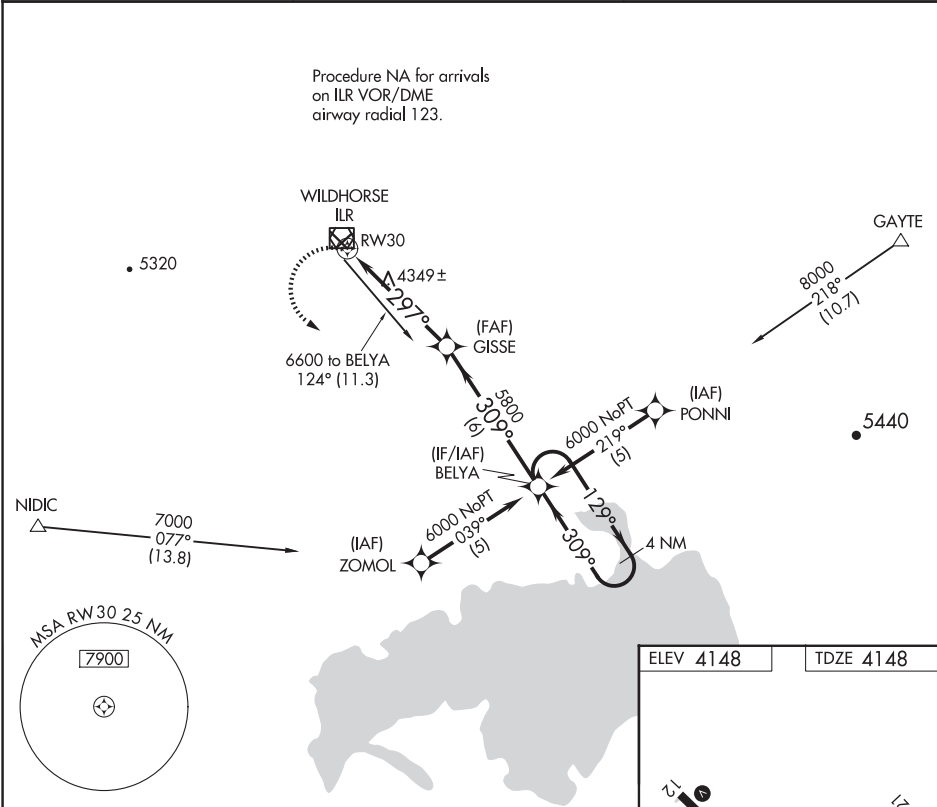 Procedure NA for arrivals
on ILR VOR/DME
airway radial 123.
WILDHORSE
ILR
RW30
5320
4349±
297°
GAYTE
8000
218°
(10.7)
(FAF)
GISSE
6600 to BELYA
124° (11.3)
5800
309°
(6)
(IAF)
PONNI
6000 NoPT
219°
(5)
5440
(IF/IAF)
BELYA
129°
309°
4 NM
NIDIC
7000
077°
(13.8)
6000 NoPT
039°
(5)
(IAF)
ZOMOL
MSA RW30 25 NM
7900
ELEV 4148
TDZE 4148
12
V